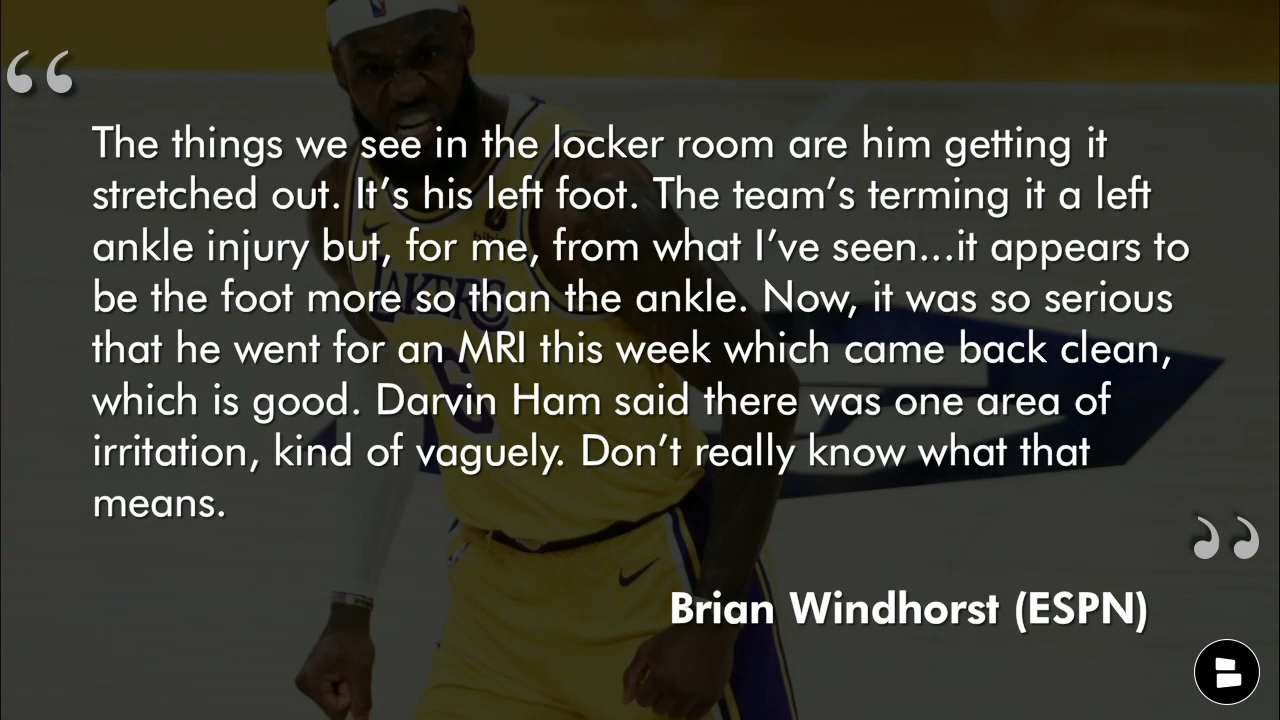 “
The things we see in the locker room are him getting it
stretched out. It’s his left foot. The team’s terming it a left
ankle injury but, for me, from what I’ve seen...it appears to
be the foot more so than the ankle. Now, it was so serious
that he went for an MRI this week which came back clean,
which is good. Darvin Ham said there was one area of
irritation, kind of vaguely. Don’t really know what that
means.
”
Brian Windhorst (ESPN)
LAKERS
6